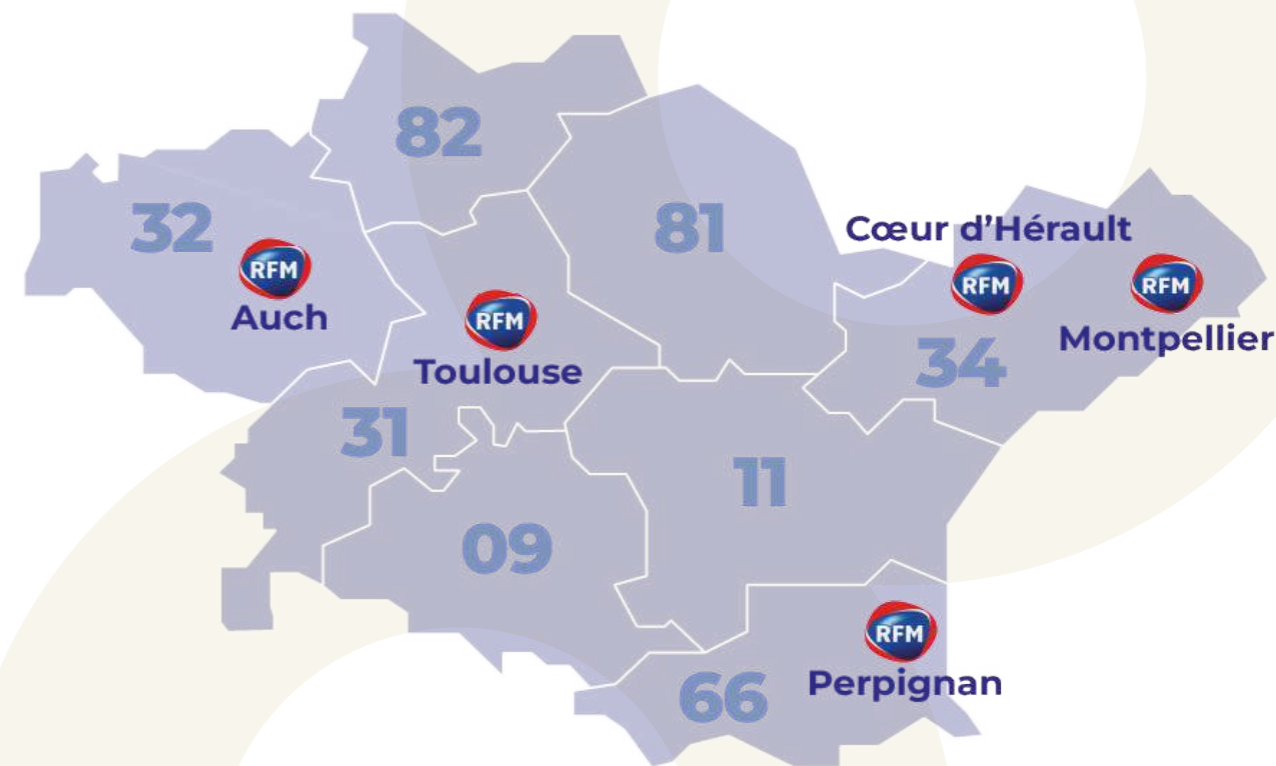 82
32
81
Cœur d'Hérault
RFM
RFM
RFM
Auch
RFM
Montpellier
Toulouse
34
31
11
09
RFM
Perpignan
66